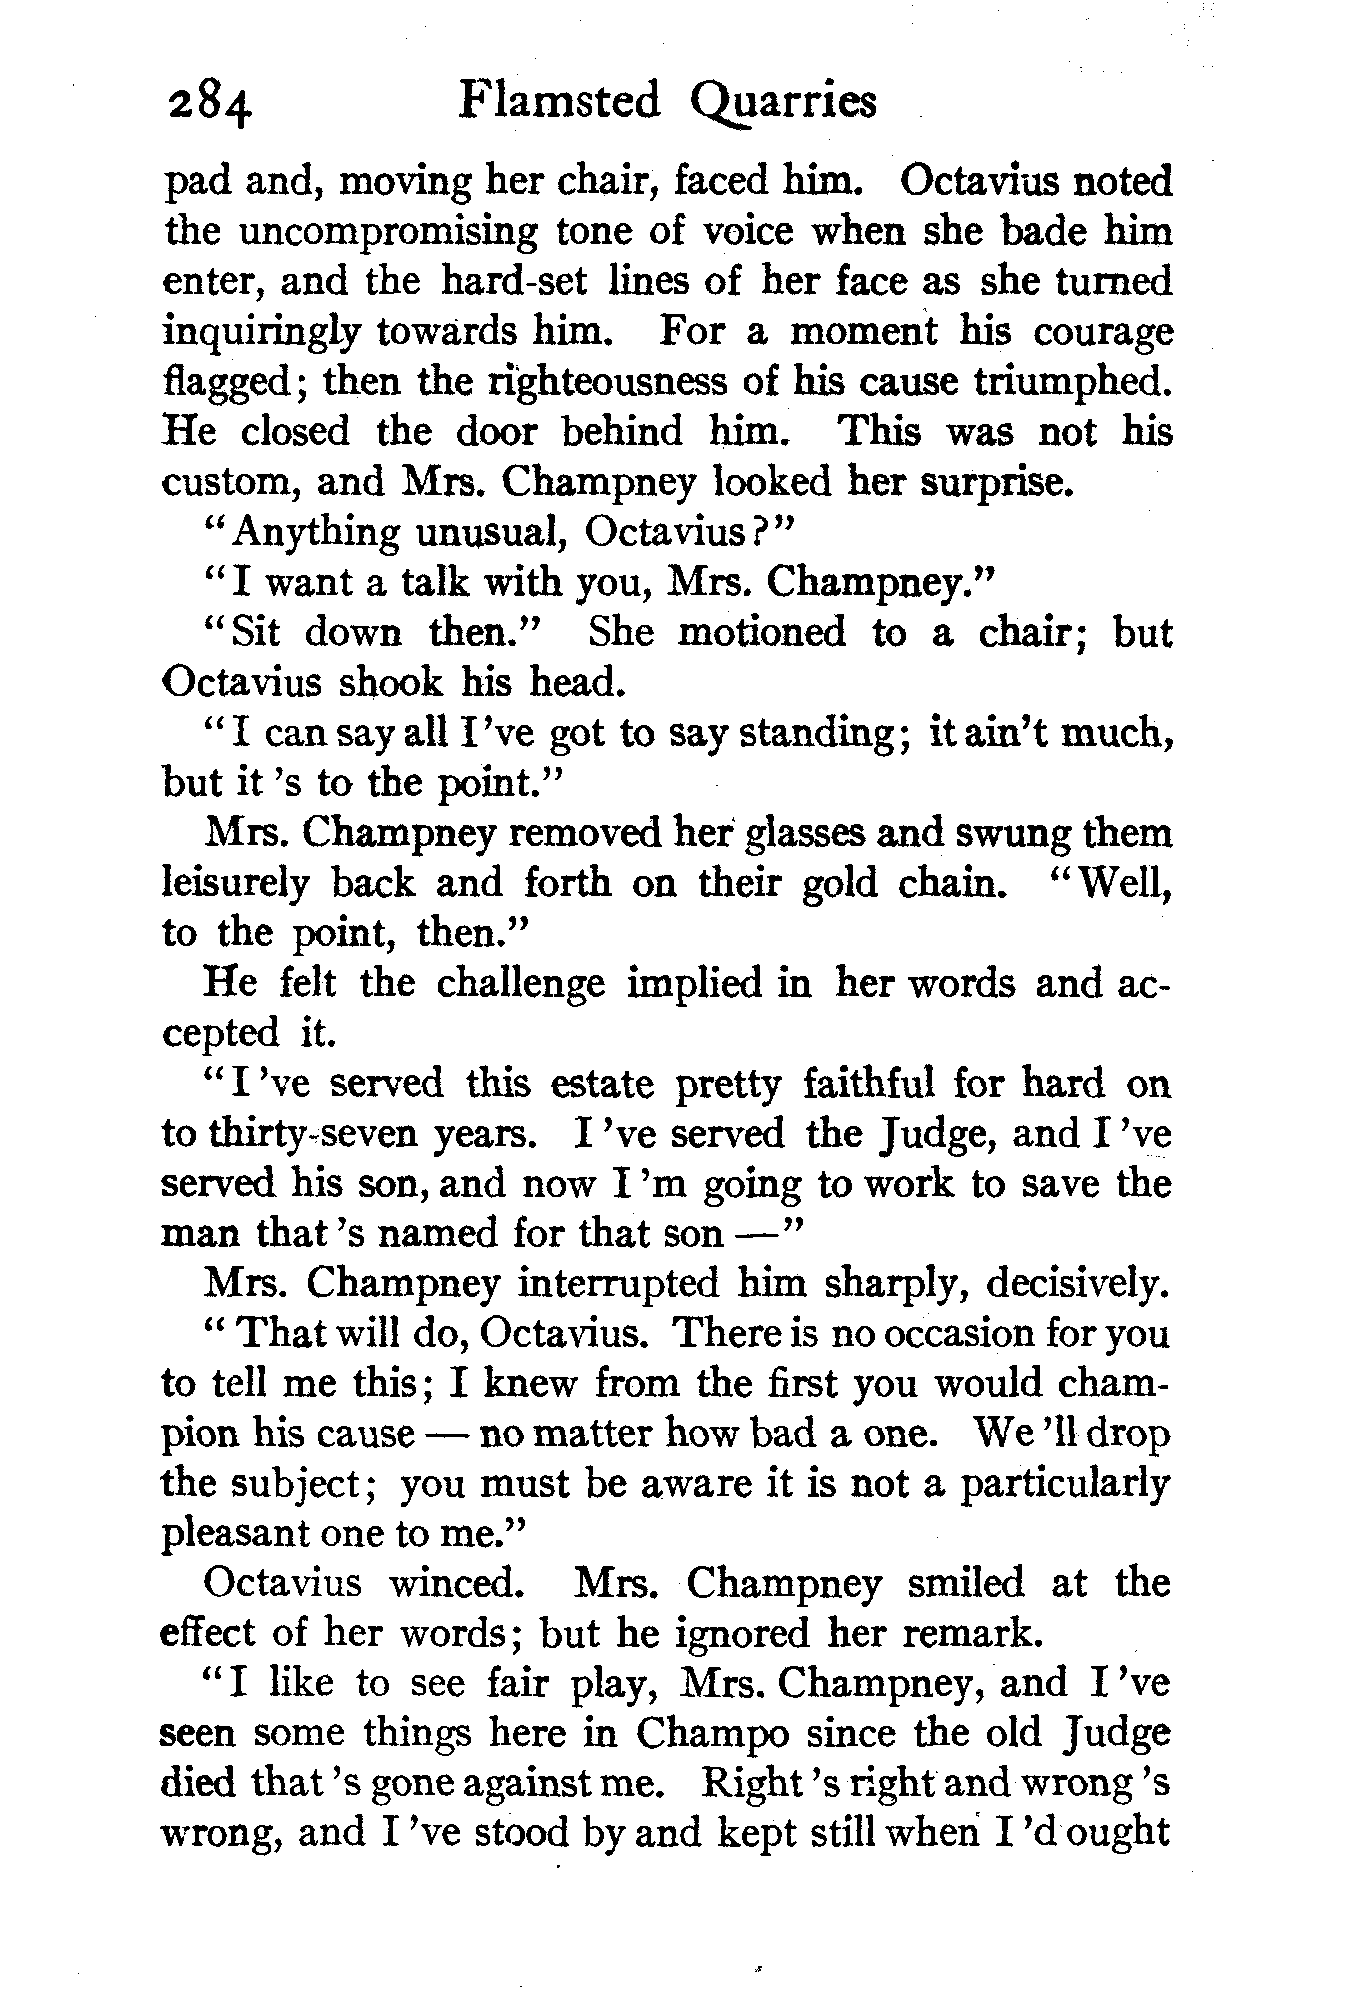 284 Flamsted Quarries
pad and, moving her chair, faced him. Octavius noted
the uncompromising tone of voice when she bade him
enter, and the hard-set lines of her face as she turned
inquiringly towards him. For a moment his courage
flagged; then the righteousness of his cause triumphed.
He closed the door behind him. This was not his
custom, and Mrs. Champney looked her surprise.
"Anything unusual, Octavius?"
"I want a talk with you, Mrs. Champney."
"Sit down then." She motioned to a chair; but
Octavius shook his head.
"I can say all I've got to say standing; it ain't much,
but it 's to the point."
Mrs. Champney removed her glasses and swung them
leisurely back and forth on their gold chain. "Well,
to the point, then."
He felt the challenge implied in her words and ac-
cepted it.
"I 've served this estate pretty faithful for hard on
to thirty-seven years. I 've served the Judge, and I 've
served his son, and now I 'm going to work to save the
man that 's named for that son —"
Mrs. Champney interrupted him sharply, decisively.
"That will do, Octavius. There is no occasion for you
to tell me this; I knew from the first you would cham-
pion his cause — no matter how bad a one. We 'll drop
the subject; you must be aware it is not a particularly
pleasant one to me."
Octavius winced. Mrs. Champney smiled at the
effect of her words; but he ignored her remark.
"I like to see fair play, Mrs. Champney, and I 've
seen some things here in Champo since the old Judge
died that 's gone against me. Right 's right and wrong 's
wrong, and I 've stood by and kept still when I 'd ought